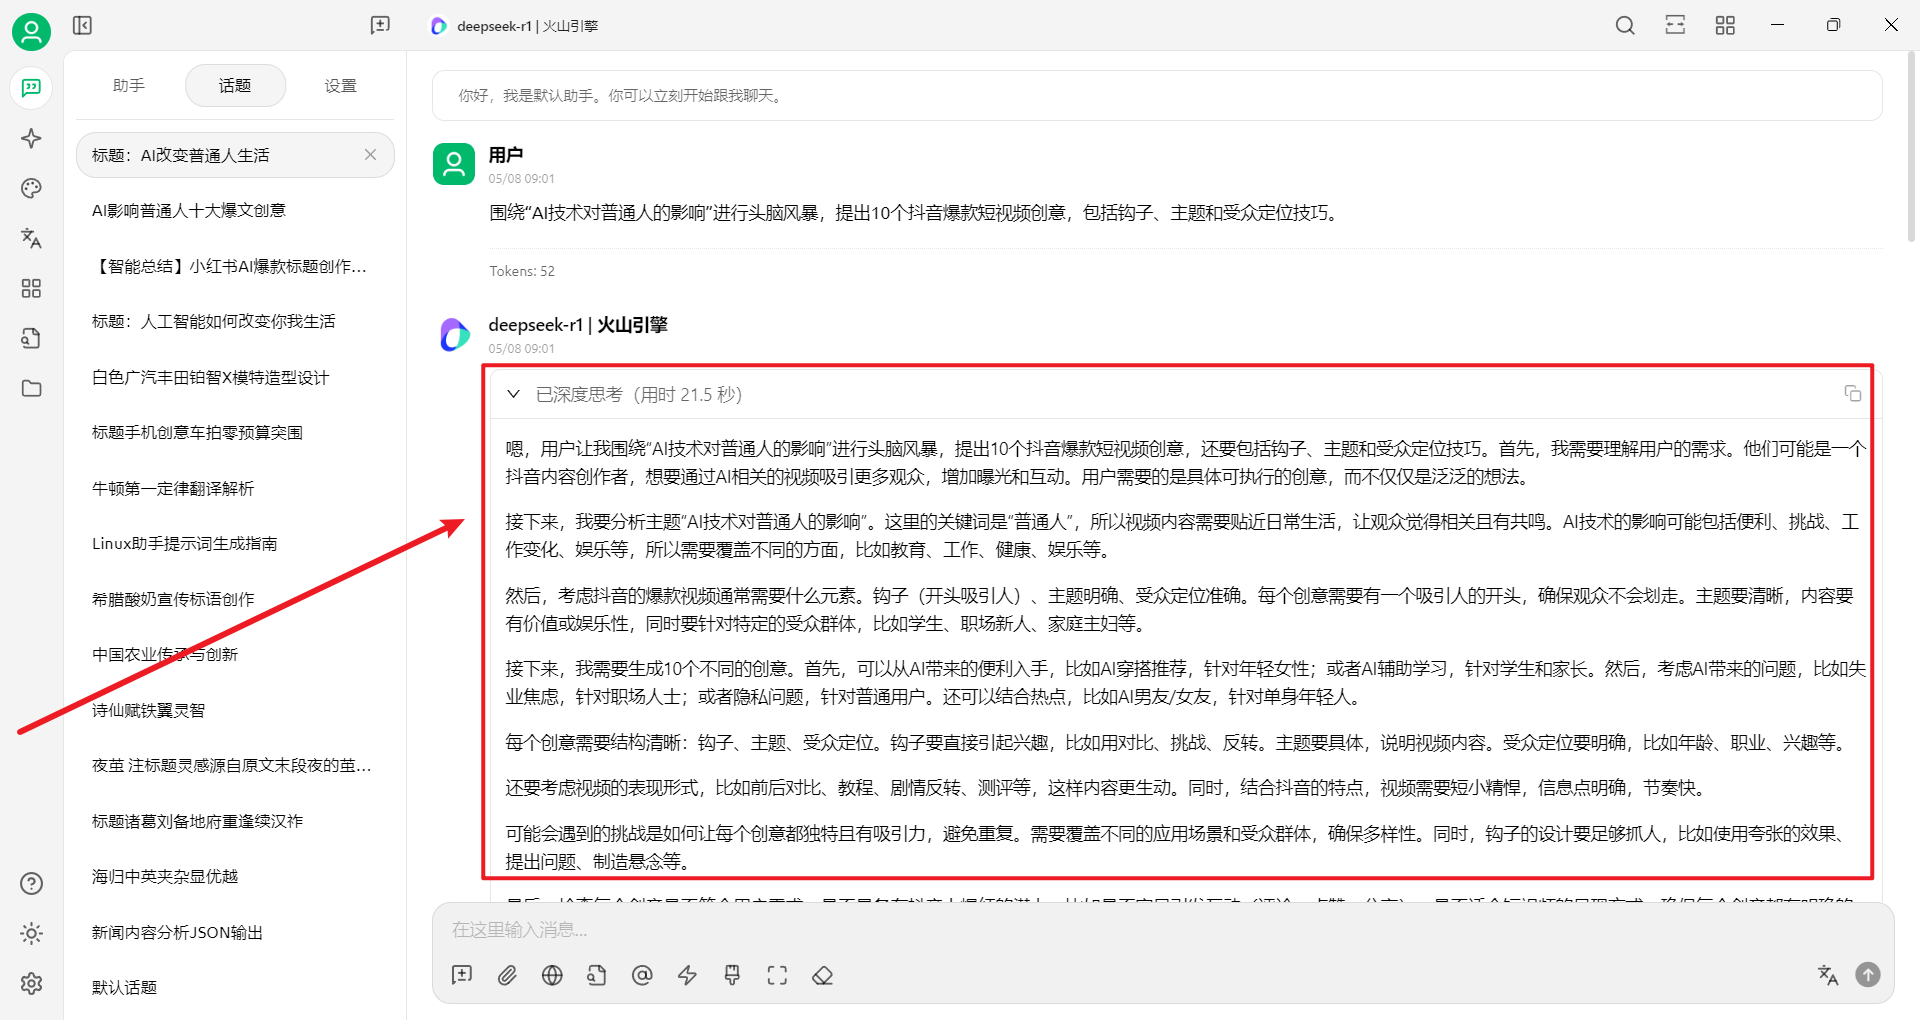 deepseek-r1 | 火山引擎
助手
话题
设置
标题：AI改变普通人生活
AI影响普通人十大爆文创意
【智能总结】小红书AI爆款标题创作...
标题：人工智能如何改变你我生活
白色广汽丰田铂智X模特造型设计
标题手机创意车拍零预算突围
牛顿第一定律翻译解析
Linux助手提示词生成指南
希腊酸奶宣传标语创作
中国农业传承与创新
诗仙赋铁翼灵智
夜茧 注标题灵感源自原文末段夜的茧...
标题诸葛刘备地府重逢续汉祚
海归中英夹杂显优越
新闻内容分析JSON输出
默认话题
你好，我是默认助手。你可以立刻开始跟我聊天。
用户
05/08 09:01
围绕“AI技术对普通人的影响”进行头脑风暴，提出10个抖音爆款短视频创意，包括钩子、主题和受众定位技巧。
Tokens: 52
deepseek-r1 | 火山引擎
05/08 09:01
已深度思考（用时 21.5 秒）
嗯，用户让我围绕“AI技术对普通人的影响”进行头脑风暴，提出10个抖音爆款短视频创意，还要包括钩子、主题和受众定位技巧。首先，我需要理解用户的需求。他们可能是一个
抖音内容创作者，想要通过AI相关的视频吸引更多观众，增加曝光和互动。用户需要的是具体可执行的创意，而不仅仅是泛泛的想法。
接下来，我要分析主题“AI技术对普通人的影响”。这里的关键词是“普通人”，所以视频内容需要贴近日常生活，让观众觉得相关且有共鸣。AI技术的影响可能包括便利、挑战、工
作变化、娱乐等，所以需要覆盖不同的方面，比如教育、工作、健康、娱乐等。
然后，考虑抖音的爆款视频通常需要什么元素。钩子（开头吸引人）、主题明确、受众定位准确。每个创意需要有一个吸引人的开头，确保观众不会划走。主题要清晰，内容要
有价值或娱乐性，同时要针对特定的受众群体，比如学生、职场新人、家庭主妇等。
接下来，我需要生成10个不同的创意。首先，可以从AI带来的便利入手，比如AI穿搭推荐，针对年轻女性；或者AI辅助学习，针对学生和家长。然后，考虑AI带来的问题，比如失
业焦虑，针对职场人士；或者隐私问题，针对普通用户。还可以结合热点，比如AI男友/女友，针对单身年轻人。
每个创意需要结构清晰：钩子、主题、受众定位。钩子要直接引起兴趣，比如用对比、挑战、反转。主题要具体，说明视频内容。受众定位要明确，比如年龄、职业、兴趣等。
还要考虑视频的表现形式，比如前后对比、教程、剧情反转、测评等，这样内容更生动。同时，结合抖音的特点，视频需要短小精悍，信息点明确，节奏快。
可能会遇到的挑战是如何让每个创意都独特且有吸引力，避免重复。需要覆盖不同的应用场景和受众群体，确保多样性。同时，钩子的设计要足够抓人，比如使用夸张的效果、
提出问题、制造悬念等。
在这里输入消息...